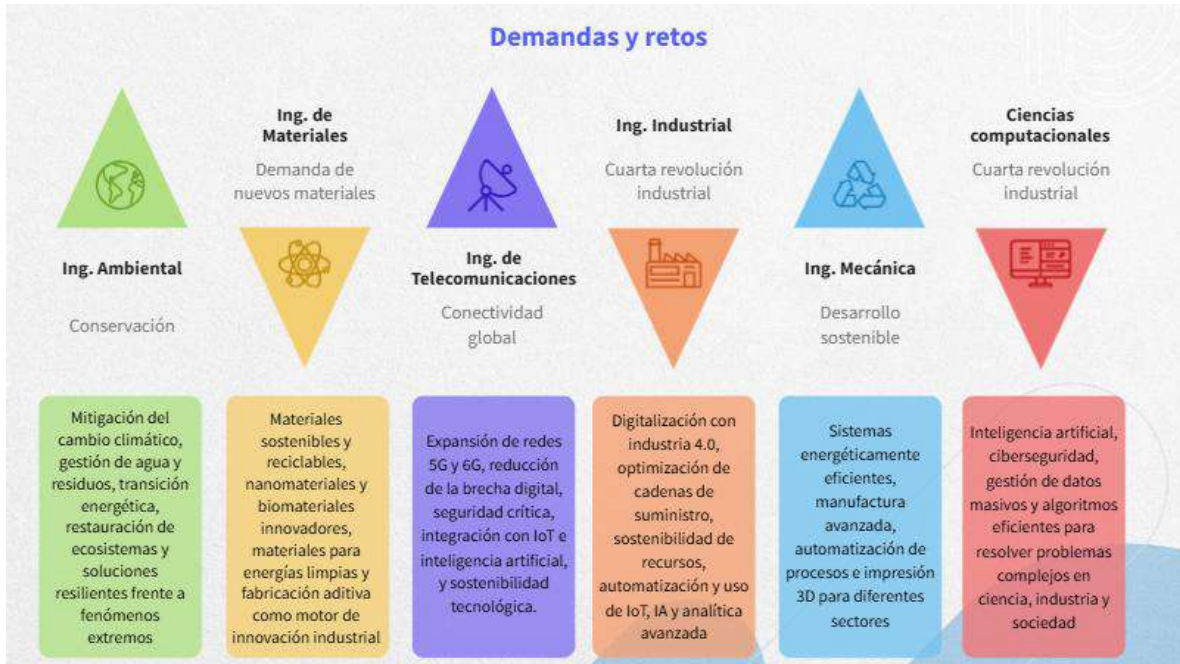 Demandas y retos
Ing. Ambiental
Conservación
Mitigación del
cambio climático,
gestión de agua y
residuos, transición
energética,
restauración de
ecosistemas y
soluciones
resilientes frente a
fenómenos
extremos
Ing. de
Materiales
Demanda de
nuevos materiales
Materiales
sostenibles y
reciclables,
nanomateriales y
biomateriales
innovadores,
materiales para
energías limpias y
fabricación aditiva
como motor de
innovación industrial
Ing. de
Telecomunicaciones
Conectividad
global
Expansión de redes
5G y 6G, reducción
de la brecha digital,
seguridad crítica,
integración con IoT e
inteligencia artificial,
y sostenibilidad
tecnológica.
Ing. Industrial
Cuarta revolución
industrial
Digitalización con
industria 4.0,
optimización de
cadenas de
suministro,
sostenibilidad de
recursos,
automatización y uso
de IoT, IA y analítica
avanzada
Ing. Mecánica
Desarrollo
sostenible
Sistemas
energéticamente
eficientes,
manufactura
avanzada,
automatización de
procesos e impresión
3D para diferentes
sectores
Ciencias
computacionales
Cuarta revolución
industrial
Inteligencia artificial,
ciberseguridad,
gestión de datos
masivos y algoritmos
eficientes para
resolver problemas
complejos en
ciencia, industria y
sociedad